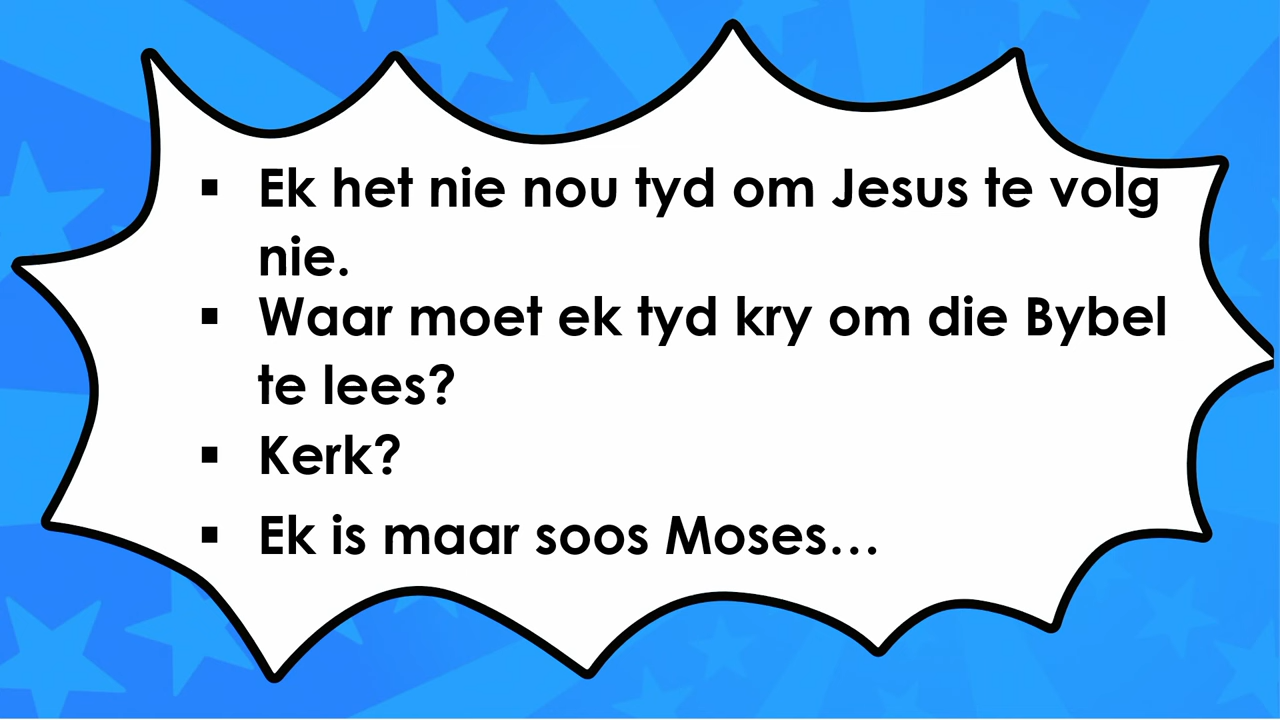 ▪ Ek het nie nou tyd om Jesus te volg
nie.
▪ Waar moet ek tyd kry om die Bybel
te lees?
▪ Kerk?
▪ Ek is maar soos Moses…